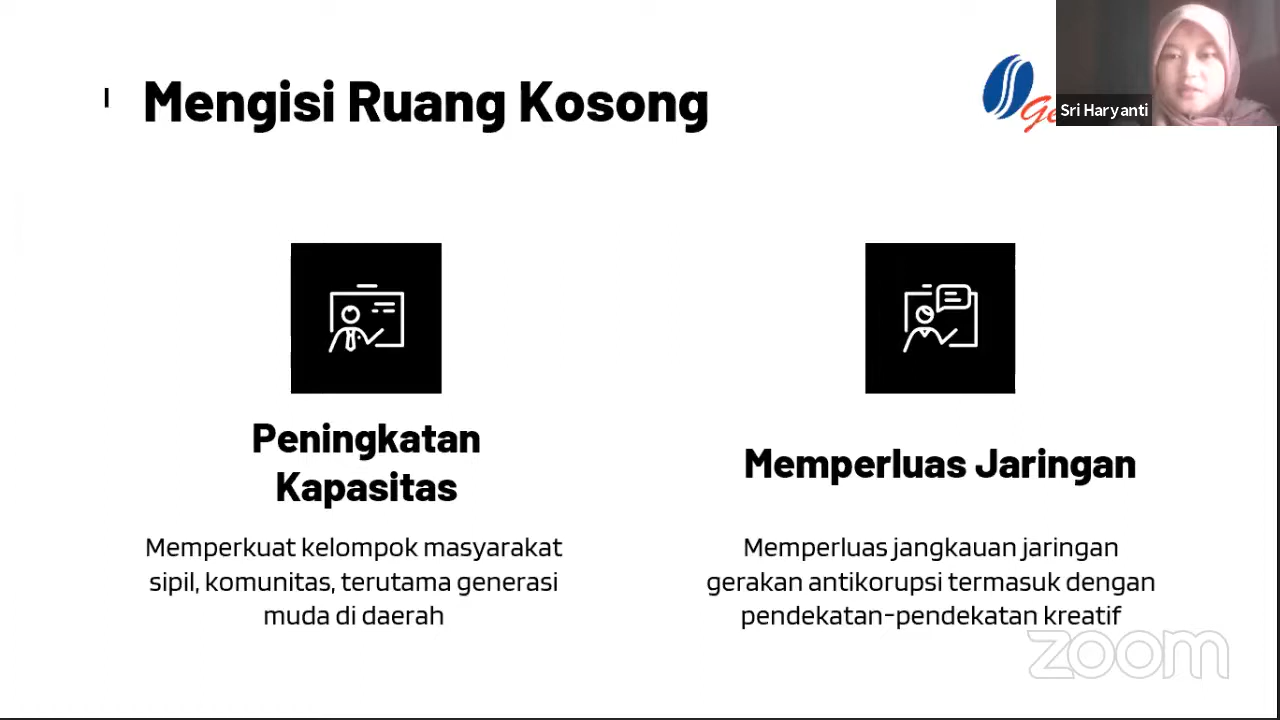 Mengisi Ruang Kosong
Ge
Sri Haryanti
Peningkatan
Kapasitas
Memperkuat kelompok masyarakat
sipil, komunitas, terutama generasi
muda di daerah
Memperluas Jaringan
Memperluas jangkauan jaringan
gerakan antikorupsi termasuk dengan
pendekatan-pendekatan kreatif
zoom